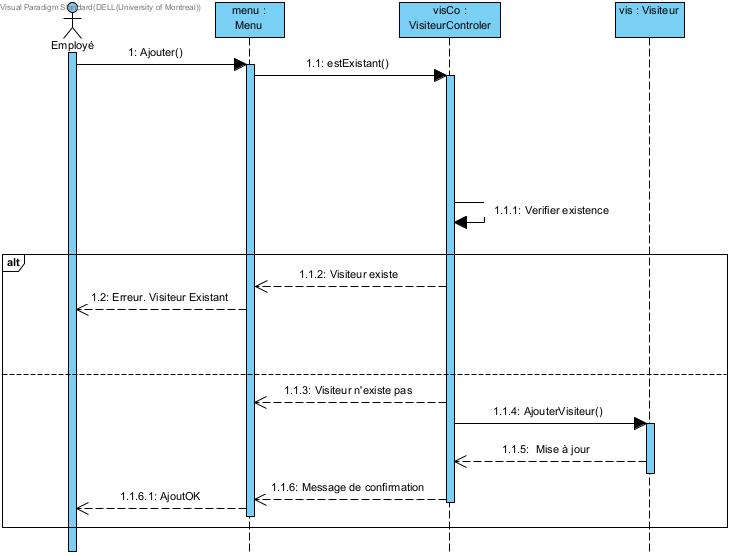 Visual Paradigm Standard(DELL(University of Montreal))
menu :
Menu
visCo :
VisiteurControler
vis : Visiteur
Employé
1: Ajouter()
1.1: estExistant()
1.1.1: Verifier existence
alt
1.1.2: Visiteur existe
1.2: Erreur. Visiteur Existant
1.1.3: Visiteur n'existe pas
1.1.4: AjouterVisiteur()
1.1.5: Mise à jour
1.1.6: Message de confirmation
1.1.6.1: AjoutOK